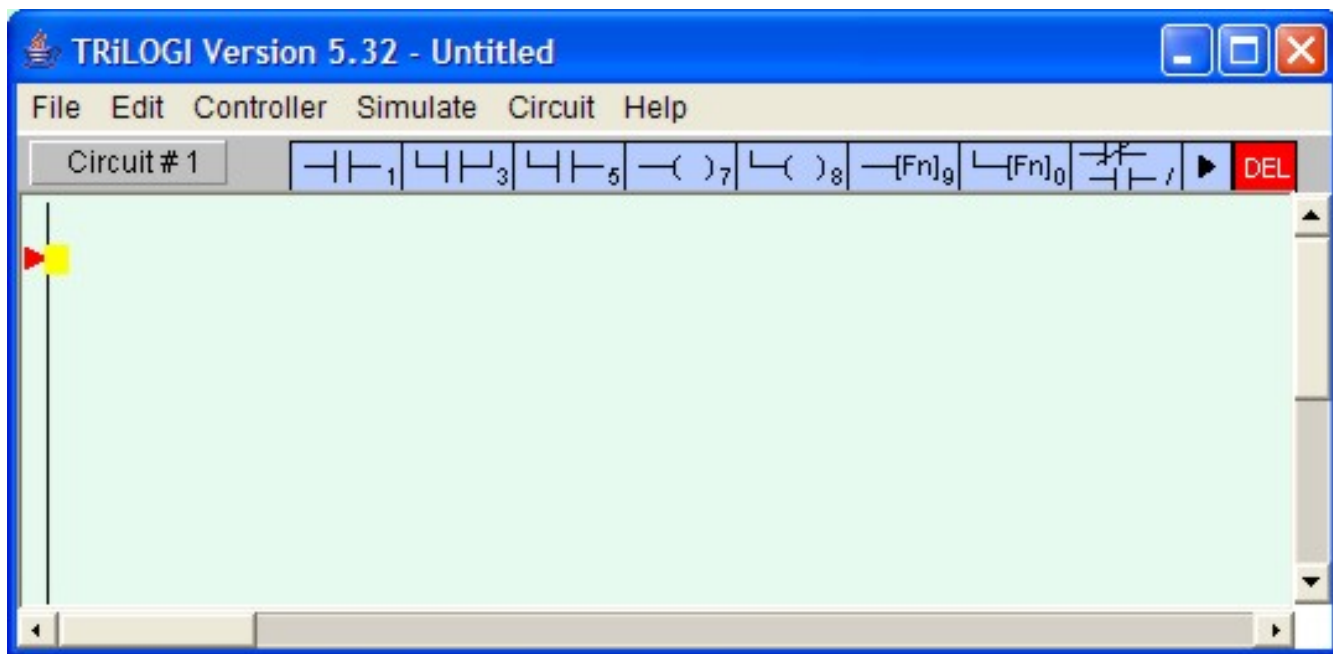 TRiLOGI Version 5.32 - Untitled
File Edit Controller Simulate Circuit Help
Circuit # 1 1 3 5 ( )7 ( )8 [Fn]9 [Fn]0 / DEL